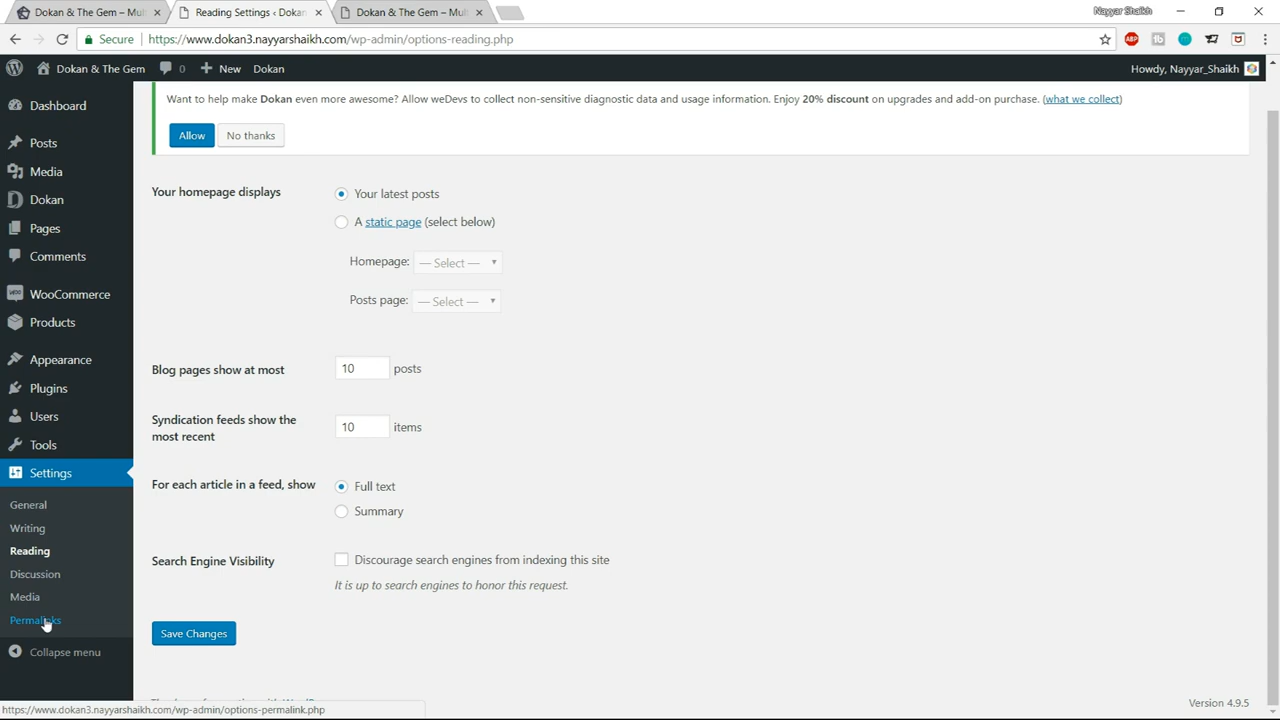 Dokan & The Gem – Mul
Reading Settings ‹ Dokan
Dokan & The Gem – Mul
Nayyar Shaikh
Secure
https://www.dokan3.nayyarshaikh.com/wp-admin/options-reading.php
ABP
Dokan & The Gem
0
New
Dokan
Howdy, Nayyar_Shaikh
Dashboard
Posts
Media
Dokan
Pages
Comments
WooCommerce
Products
Appearance
Plugins
Users
Tools
Settings
General
Writing
Reading
Discussion
Media
Permalinks
Collapse menu
Want to help make Dokan even more awesome? Allow weDevs to collect non-sensitive diagnostic data and usage information. Enjoy 20% discount on upgrades and add-on purchase. (what we collect)
Allow
No thanks
Your homepage displays
Your latest posts
A static page (select below)
Homepage: — Select —
Posts page: — Select —
Blog pages show at most
10 posts
Syndication feeds show the
most recent
10 items
For each article in a feed, show
Full text
Summary
Search Engine Visibility
Discourage search engines from indexing this site
It is up to search engines to honor this request.
Save Changes
Version 4.9.5
https://www.dokan3.nayyarshaikh.com/wp-admin/options-permalink.php